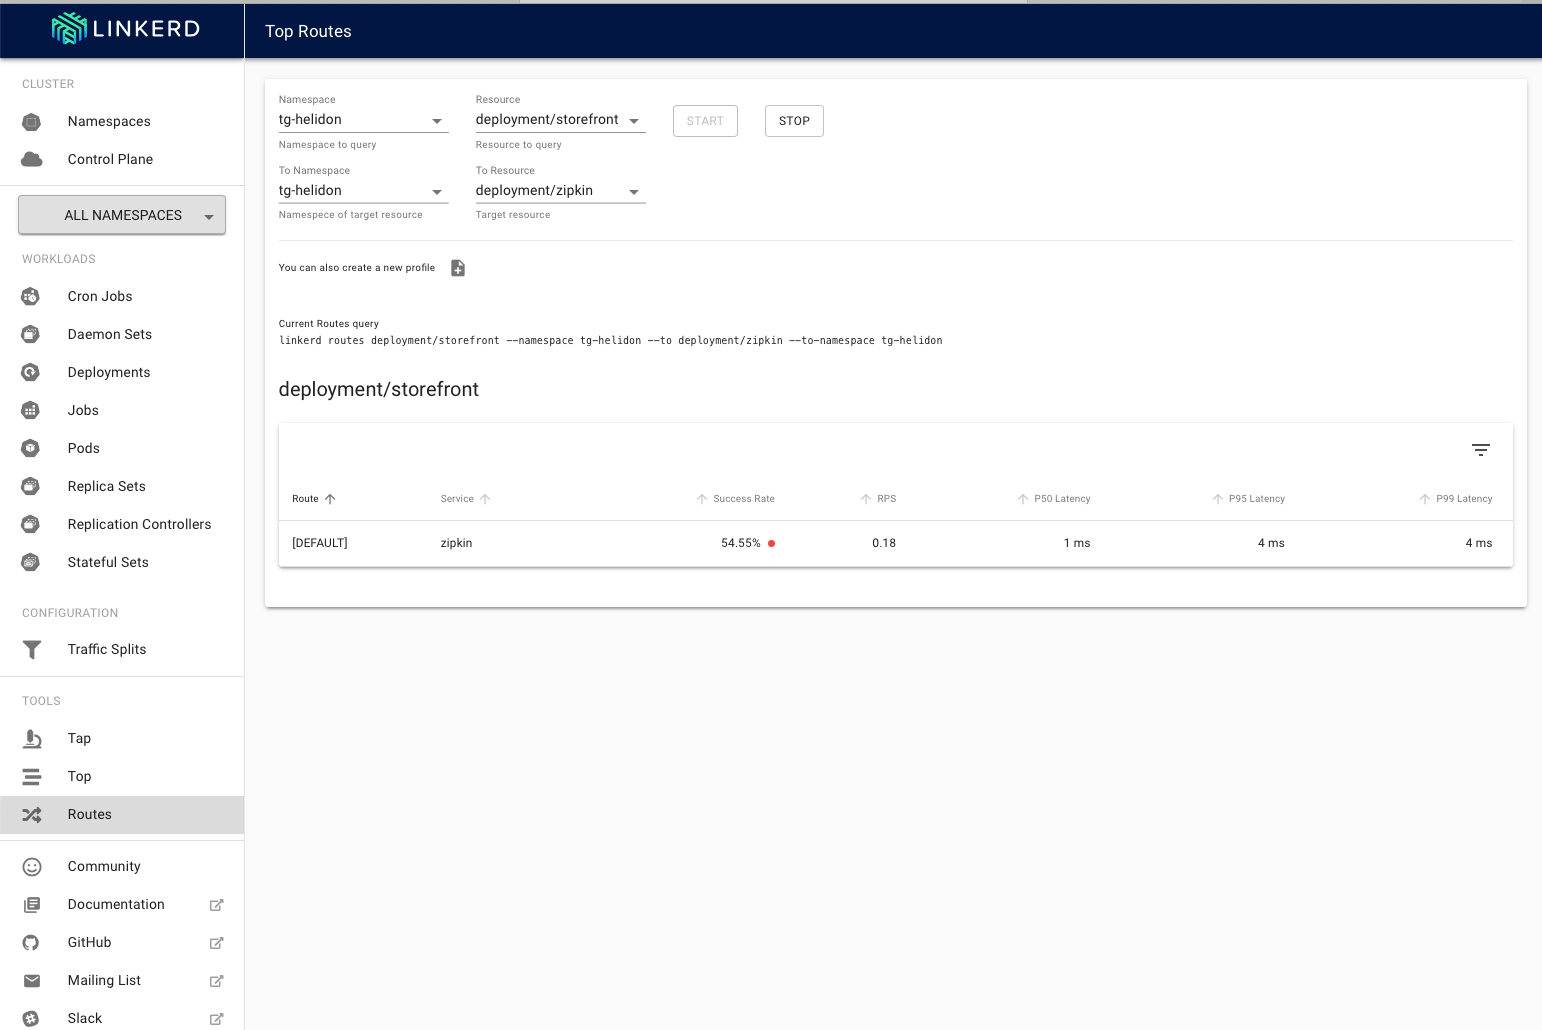 LINKERD
Top Routes
CLUSTER
Namespaces
Control Plane
ALL NAMESPACES
WORKLOADS
Cron Jobs
Daemon Sets
Deployments
Jobs
Pods
Replica Sets
Replication Controllers
Stateful Sets
CONFIGURATION
Traffic Splits
TOOLS
Tap
Top
Routes
Community
Documentation
GitHub
Mailing List
Slack
Namespace Resource
tg-helidon deployment/storefront START STOP
Namespace to query Resource to query
To Namespace To Resource
tg-helidon deployment/zipkin
Namespece of target resource Target resource
You can also create a new profile
Current Routes query
linkerd routes deployment/storefront --namespace tg-helidon --to deployment/zipkin --to-namespace tg-helidon
deployment/storefront
Route Service Success Rate RPS P50 Latency P95 Latency P99 Latency
[DEFAULT] zipkin 54.55% 0.18 1 ms 4 ms 4 ms